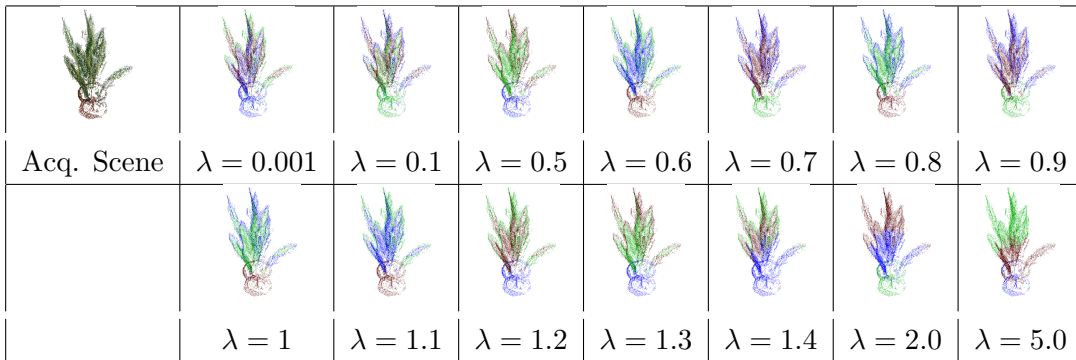 Acq. Scene λ = 0.001 λ = 0.1 λ = 0.5 λ = 0.6 λ = 0.7 λ = 0.8 λ = 0.9
λ = 1 λ = 1.1 λ = 1.2 λ = 1.3 λ = 1.4 λ = 2.0 λ = 5.0